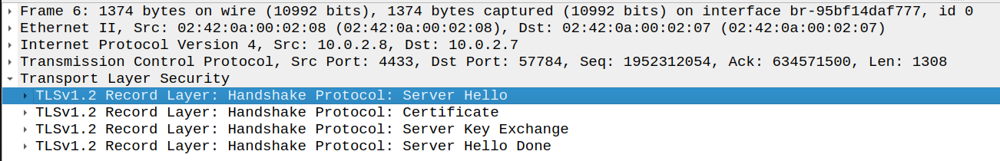 Frame 6: 1374 bytes on wire (10992 bits), 1374 bytes captured (10992 bits) on interface br-95bf14daf777, id 0
Ethernet II, Src: 02:42:0a:00:02:08 (02:42:0a:00:02:08), Dst: 02:42:0a:00:02:07 (02:42:0a:00:02:07)
Internet Protocol Version 4, Src: 10.0.2.8, Dst: 10.0.2.7
Transmission Control Protocol, Src Port: 4433, Dst Port: 57784, Seq: 1952312054, Ack: 634571500, Len: 1308
Transport Layer Security
TLSv1.2 Record Layer: Handshake Protocol: Server Hello
TLSv1.2 Record Layer: Handshake Protocol: Certificate
TLSv1.2 Record Layer: Handshake Protocol: Server Key Exchange
TLSv1.2 Record Layer: Handshake Protocol: Server Hello Done